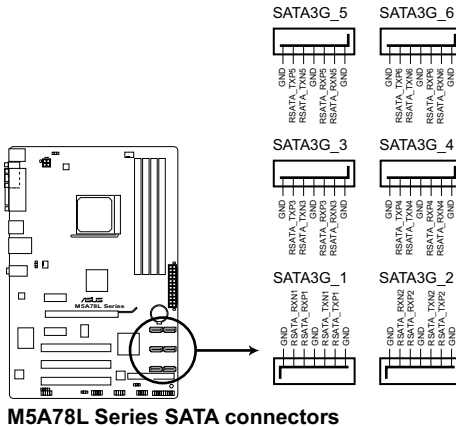 SATA3G_5
SATA3G_6
GND
RSATA_TXP5
RSATA_TXN5
GND
RSATA_RXP5
RSATA_RXN5
GND
GND
RSATA_TXP6
RSATA_TXN6
GND
RSATA_RXP6
RSATA_RXN6
GND
SATA3G_3
SATA3G_4
GND
RSATA_TXP3
RSATA_TXN3
GND
RSATA_RXP3
RSATA_RXN3
GND
GND
RSATA_TXP4
RSATA_TXN4
GND
RSATA_RXP4
RSATA_RXN4
GND
SATA3G_1
SATA3G_2
GND
RSATA_RXN1
RSATA_RXP1
GND
RSATA_TXN1
RSATA_TXP1
GND
GND
RSATA_RXN2
RSATA_RXP2
GND
RSATA_TXN2
RSATA_TXP2
GND
ASUS
M5A78L Series
M5A78L Series SATA connectors